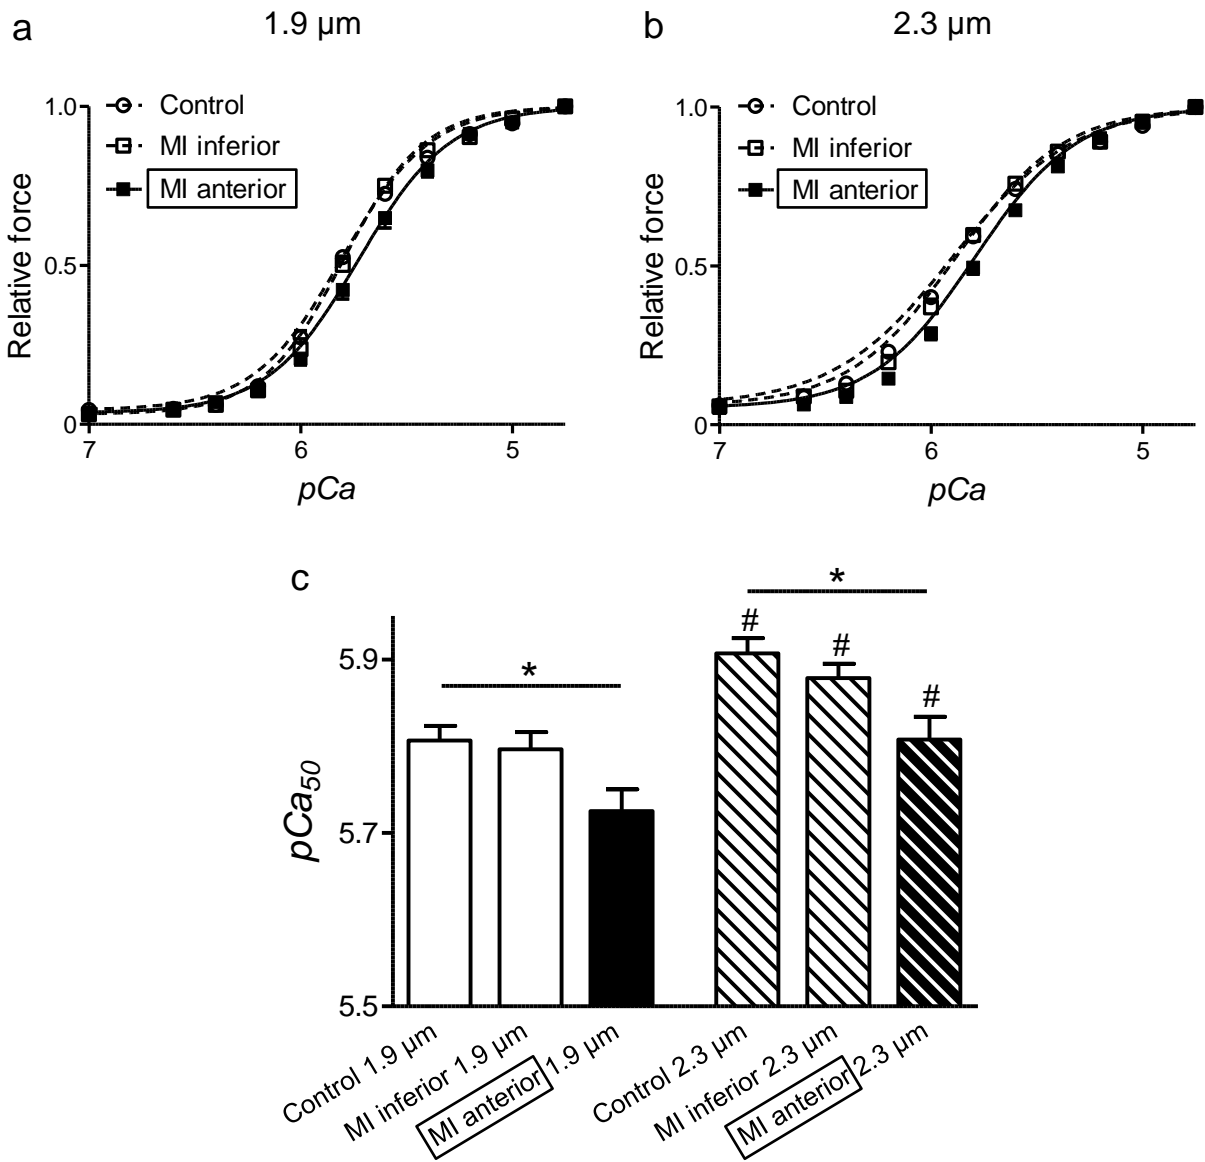 a
1.9 µm
b
2.3 µm
Control
MI inferior
MI anterior
1.0
0.5
0
Relative force
7
6
5
pCa
Control
MI inferior
MI anterior
1.0
0.5
0
Relative force
7
6
5
pCa
c
*
*
#
#
#
5.9
5.7
5.5
pCa50
Control 1.9 µm
MI inferior 1.9 µm
MI anterior 1.9 µm
Control 2.3 µm
MI inferior 2.3 µm
MI anterior 2.3 µm